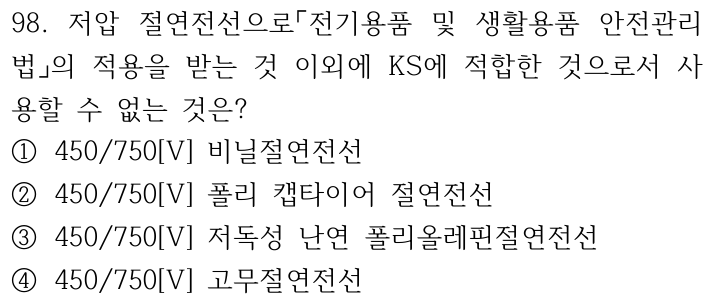 98. 저압 절연전선으로「전기용품 및 생활용품 안전관리
법」의 적용을 받는 것 이외에 KS에 적합한 것으로서 사
용할 수 없는 것은?
① 450/750[V] 비닐절연전선
② 450/750[V] 폴리 캡타이어 절연전선
③ 450/750[V] 저독성 난연 폴리올레핀절연전선
④ 450/750[V] 고무절연전선